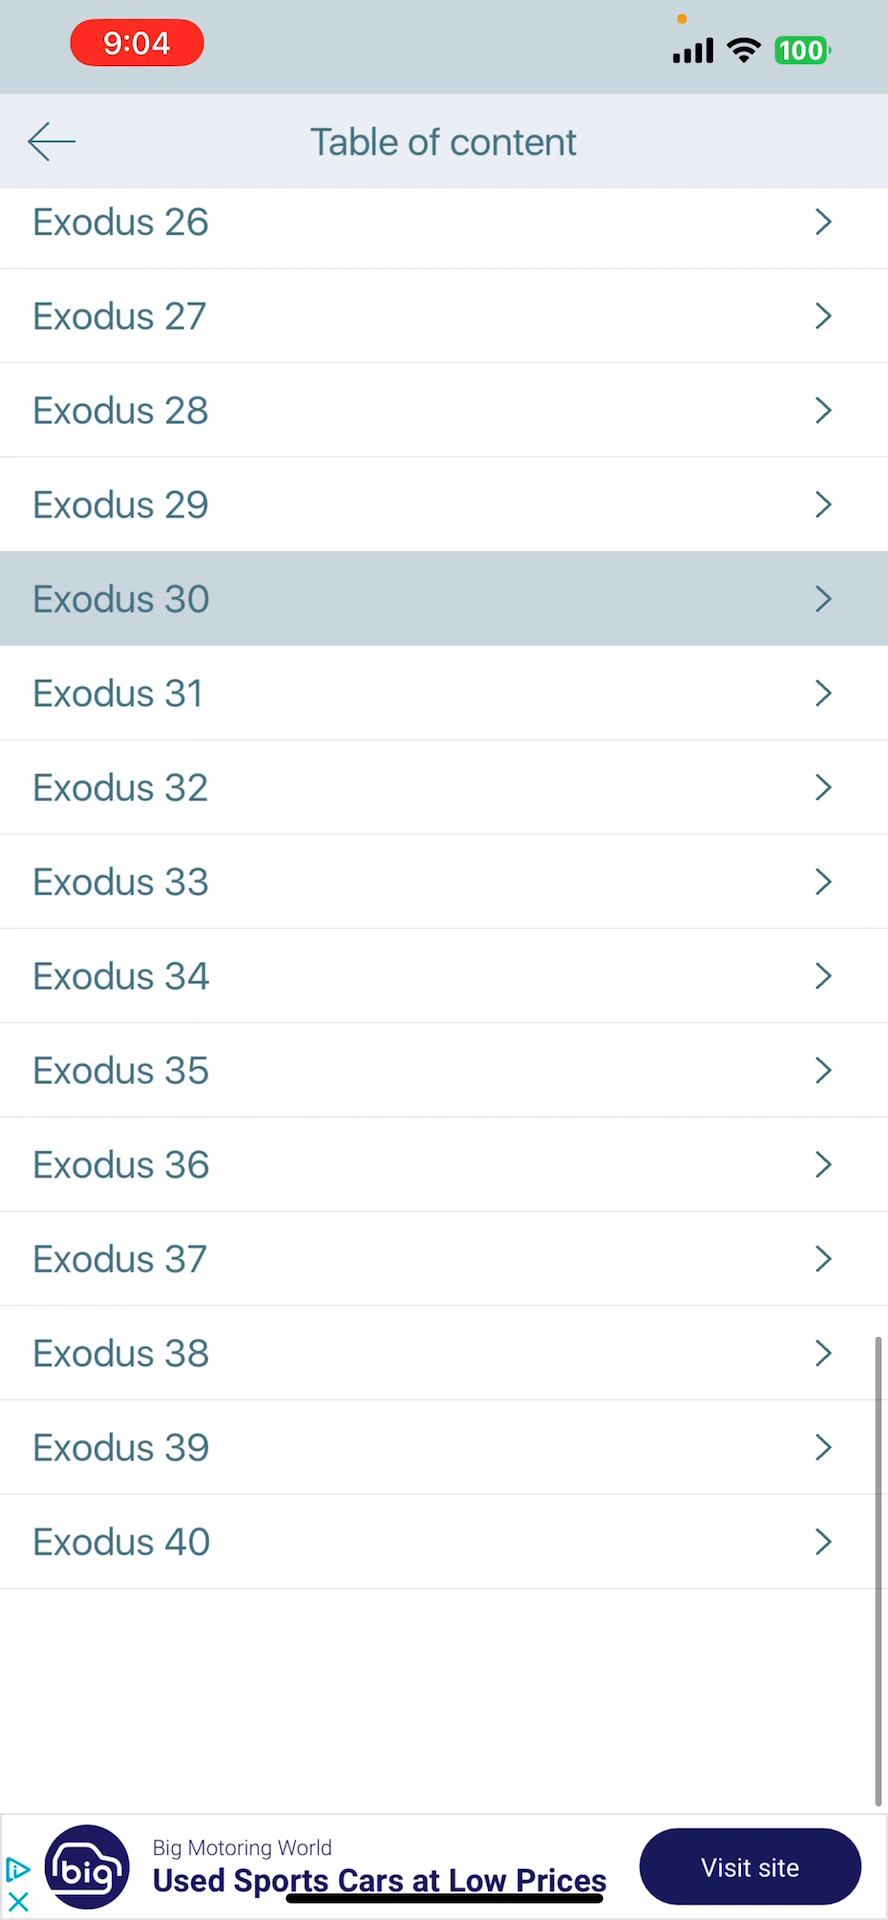 9:04
100
Table of content
Exodus 26
Exodus 27
Exodus 28
Exodus 29
Exodus 30
Exodus 31
Exodus 32
Exodus 33
Exodus 34
Exodus 35
Exodus 36
Exodus 37
Exodus 38
Exodus 39
Exodus 40
big
Big Motoring World
Used Sports Cars at Low Prices
Visit site